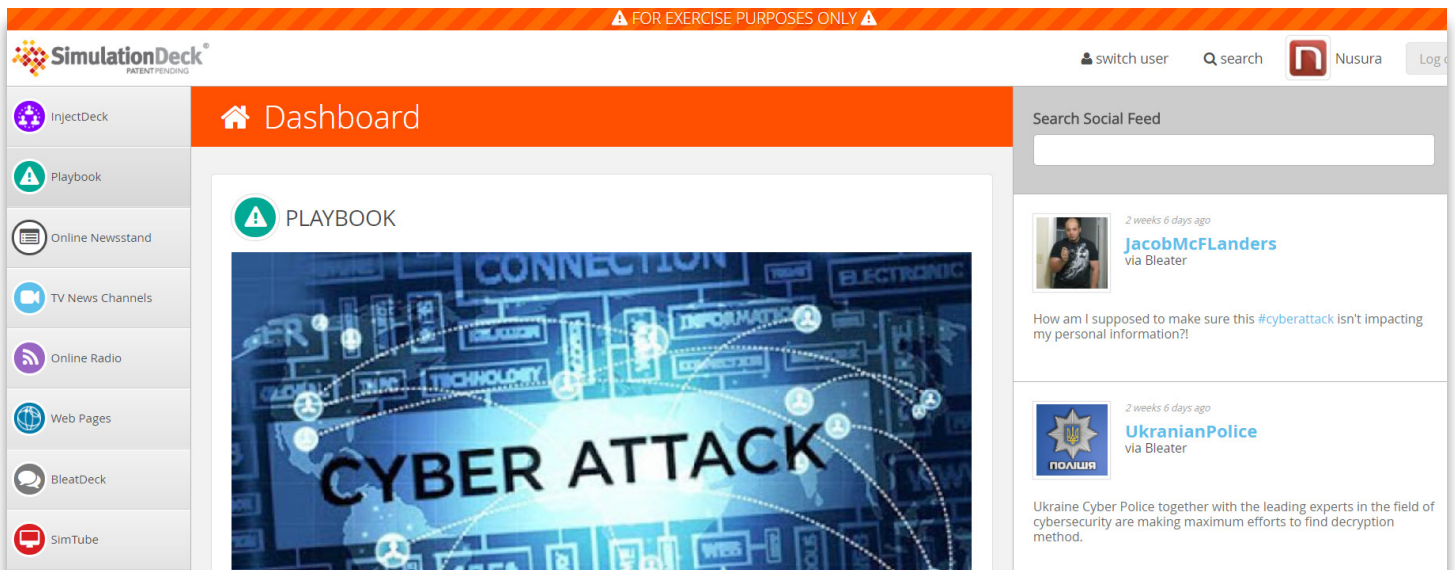 FOR EXERCISE PURPOSES ONLY
SimulationDeck®
PATENT PENDING
switch user
search
Nusura
Log
InjectDeck
Playbook
Online Newsstand
TV News Channels
Online Radio
Web Pages
BleatDeck
SimTube
Dashboard
PLAYBOOK
CONNECTION
ELECTRONIC
INFORMATION
TECHNOLOGY
CYBER ATTACK
WEB
Search Social Feed
2 weeks 6 days ago
JacobMcFLanders
via Bleater
How am I supposed to make sure this #cyberattack isn't impacting
my personal information?!
2 weeks 6 days ago
ПОЛІЦІЯ
UkranianPolice
via Bleater
Ukraine Cyber Police together with the leading experts in the field of
cybersecurity are making maximum efforts to find decryption
method.